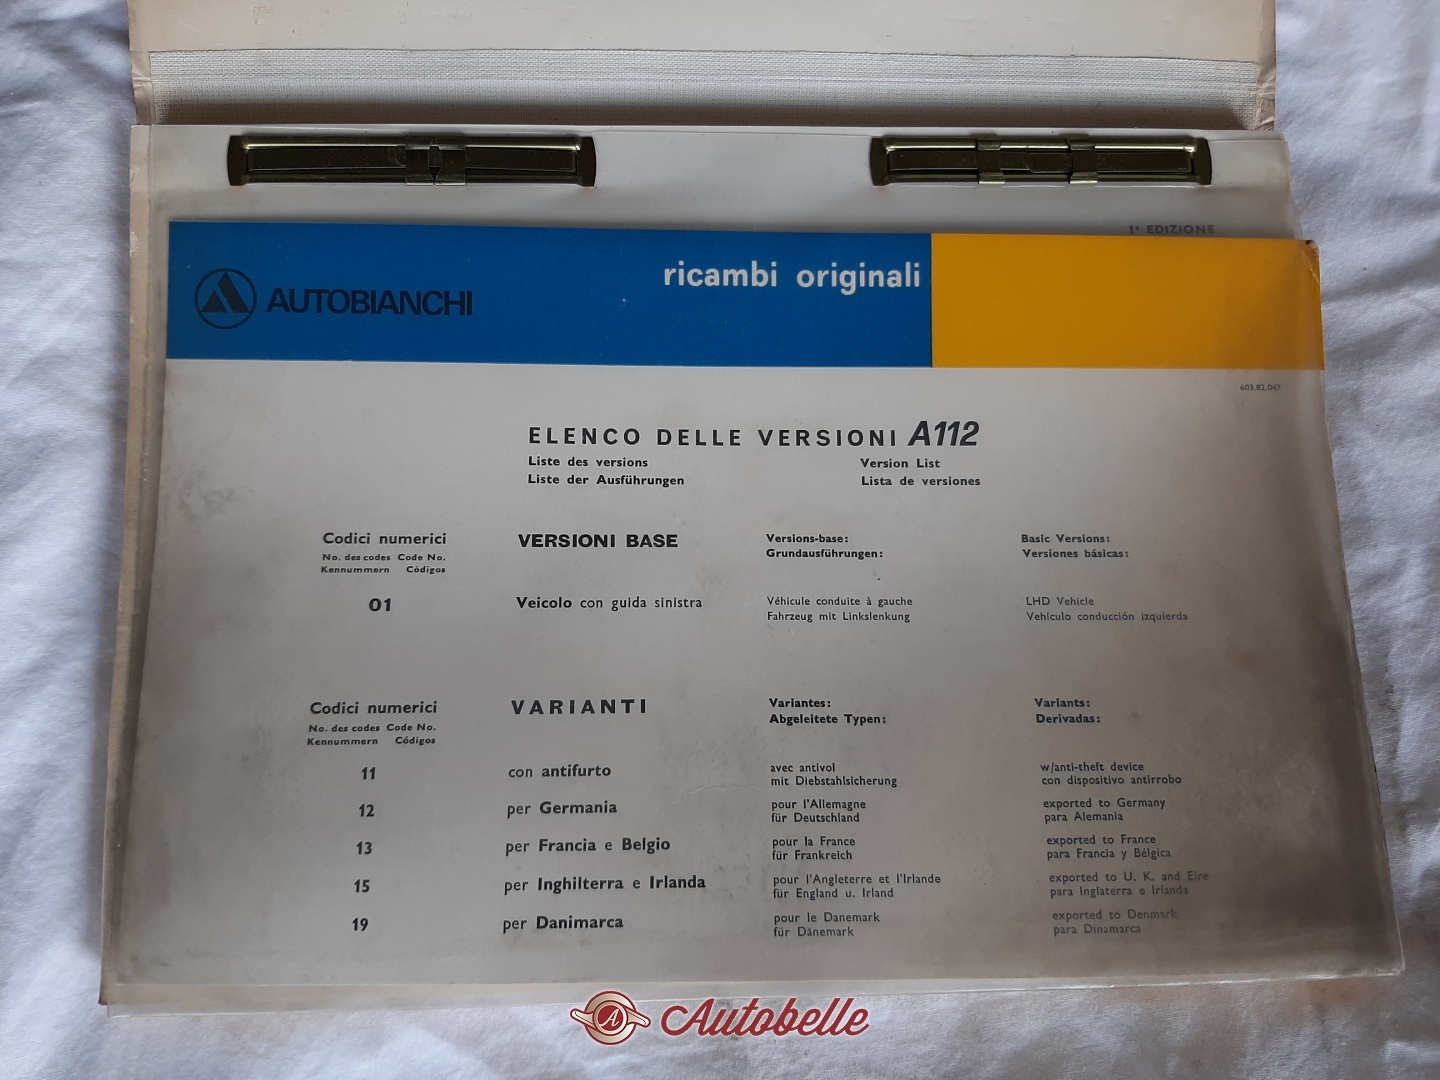 1ª EDIZIONE
AUTOBIANCHI
ricambi originali
603.82.047
ELENCO DELLE VERSIONI A112
Liste des versions Version List
Liste der Ausführungen Lista de versiones
Codici numerici VERSIONI BASE Versions-base: Basic Versions:
No. des codes Code No. Grundausführungen: Versiones básicas:
Kennummern Códigos
01 Veicolo con guida sinistra Véhicule conduite à gauche LHD Vehicle
Fahrzeug mit Linkslenkung Vehículo conducción izquierda
Codici numerici VARIANTI Variantes: Variants:
No. des codes Code No. Abgeleitete Typen: Derivadas:
Kennummern Códigos
11 con antifurto avec antivol w/anti-theft device
mit Diebstahlsicherung con dispositivo antirrobo
12 per Germania pour l'Allemagne exported to Germany
für Deutschland para Alemania
13 per Francia e Belgio pour la France exported to France
für Frankreich para Francia y Bélgica
15 per Inghilterra e Irlanda pour l'Angleterre et l'Irlande exported to U. K. and Eire
für England u. Irland para Inglaterra e Irlanda
19 per Danimarca pour le Danemark exported to Denmark
für Dänemark para Dinamarca
A Autobelle